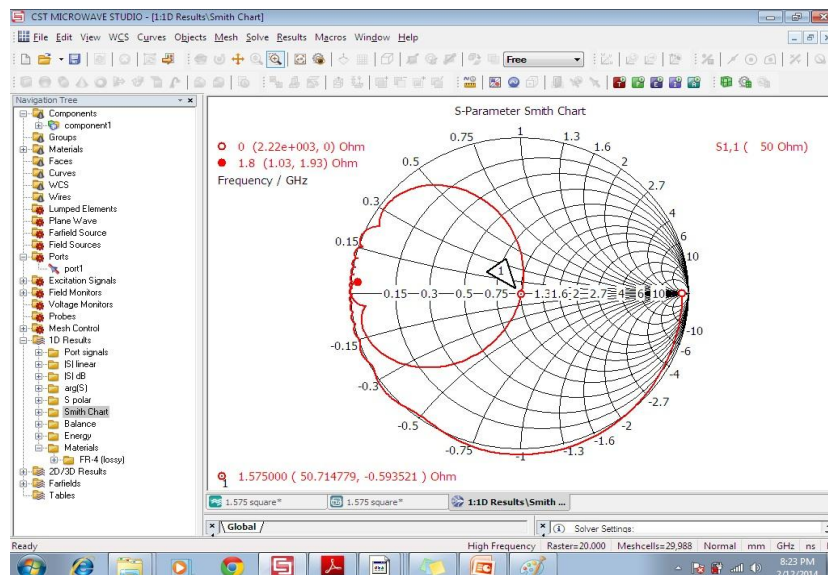 CST MICROWAVE STUDIO - [1:1D Results\Smith Chart]
File Edit View WCS Curves Objects Mesh Solve Results Macros Window Help
Free
Navigation Tree
Components
component1
Groups
Materials
Faces
Curves
WCS
Wires
Lumped Elements
Plane Wave
Farfield Source
Field Sources
Ports
port1
Excitation Signals
Field Monitors
Voltage Monitors
Probes
Mesh Control
1D Results
Port signals
|S| linear
|S| dB
arg(S)
S polar
Smith Chart
Balance
Energy
Materials
FR-4 (lossy)
2D/3D Results
Farfields
Tables
S-Parameter Smith Chart
0 (2.22e+003, 0) Ohm
1.8 (1.03, 1.93) Ohm
Frequency / GHz
S1,1 ( 50 Ohm)
0.15
0.3
0.5
0.75
1
1.3
1.6
2
2.7
4
6
10
1
0.15 0.3 0.5 0.75 1.3 1.6 2 2.7 4 6 10
-0.15
-0.3
-0.5
-0.75
-1
-1.3
-1.6
-2
-2.7
-4
-6
-10
1.575000 ( 50.714779, -0.593521 ) Ohm
1
1.575 square*
1.575 square*
1:1D Results\Smith ...
Global
Solver Settings:
Ready
High Frequency Raster=20.000 Meshcells=29,988 Normal mm GHz ns
8:23 PM
2/12/2014